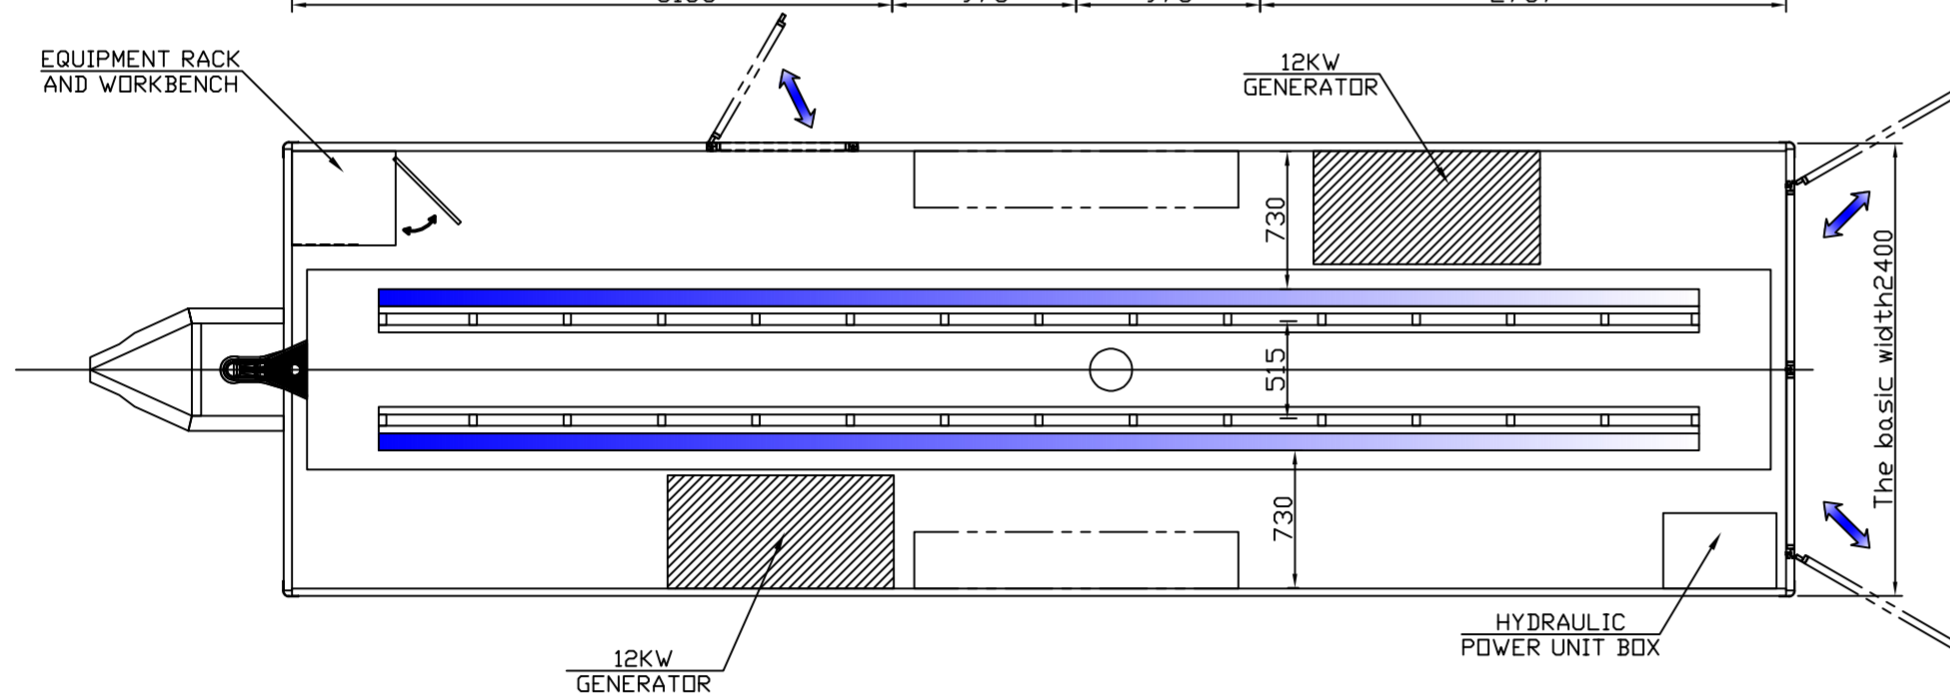 EQUIPMENT RACK
AND WORKBENCH
12KW
GENERATOR
730
515
730
The basic width2400
HYDRAULIC
POWER UNIT BOX
12KW
GENERATOR